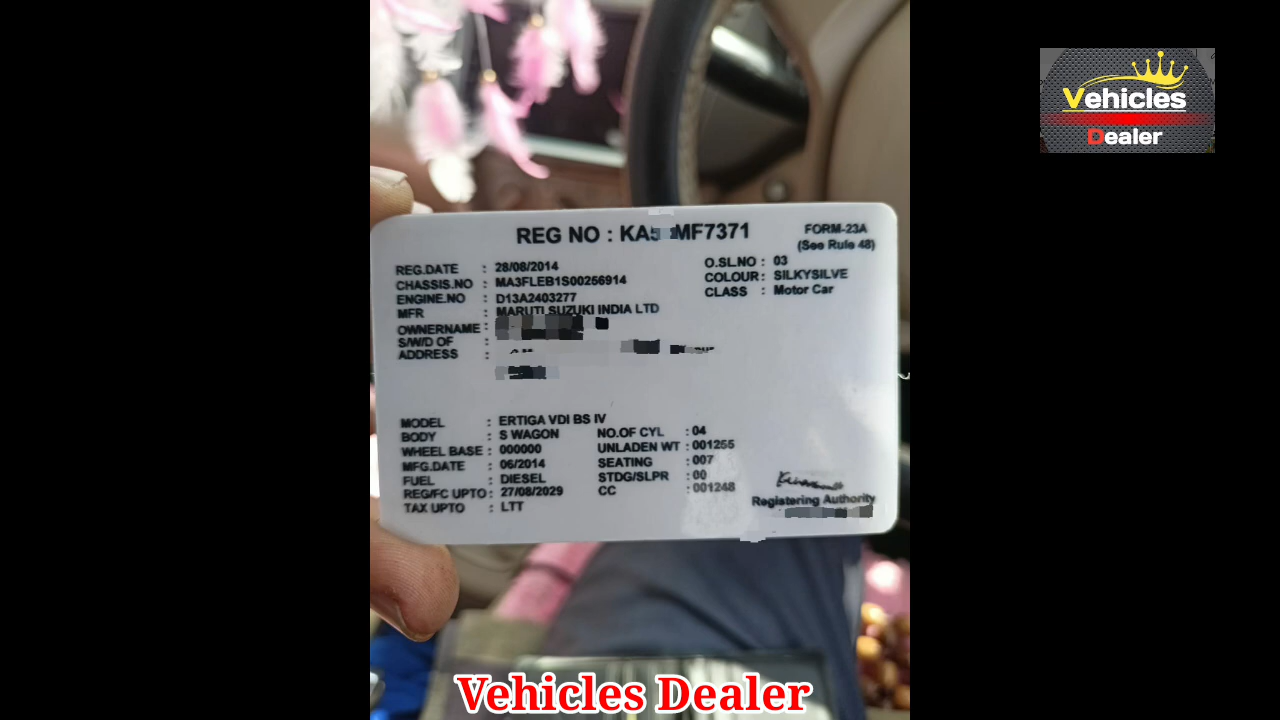 Vehicles
Dealer
REG NO : KA5 MF7371
FORM-23A
(See Rule 48)
REG.DATE : 28/08/2014
O.SL.NO : 03
CHASSIS.NO : MA3FLEB1S00256914
COLOUR : SILKYSILVE
ENGINE.NO : D13A2403277
CLASS : Motor Car
MFR : MARUTI SUZUKI INDIA LTD
OWNERNAME :
S/W/D OF :
ADDRESS :
MODEL : ERTIGA VDI BS IV
BODY : S WAGON NO.OF CYL : 04
WHEEL BASE : 000000 UNLADEN WT : 001255
MFG.DATE : 06/2014 SEATING : 007
FUEL : DIESEL STDG/SLPR : 00
REG/FC UPTO : 27/08/2029 CC : 001248
TAX UPTO : LTT
Registering Authority
Vehicles Dealer